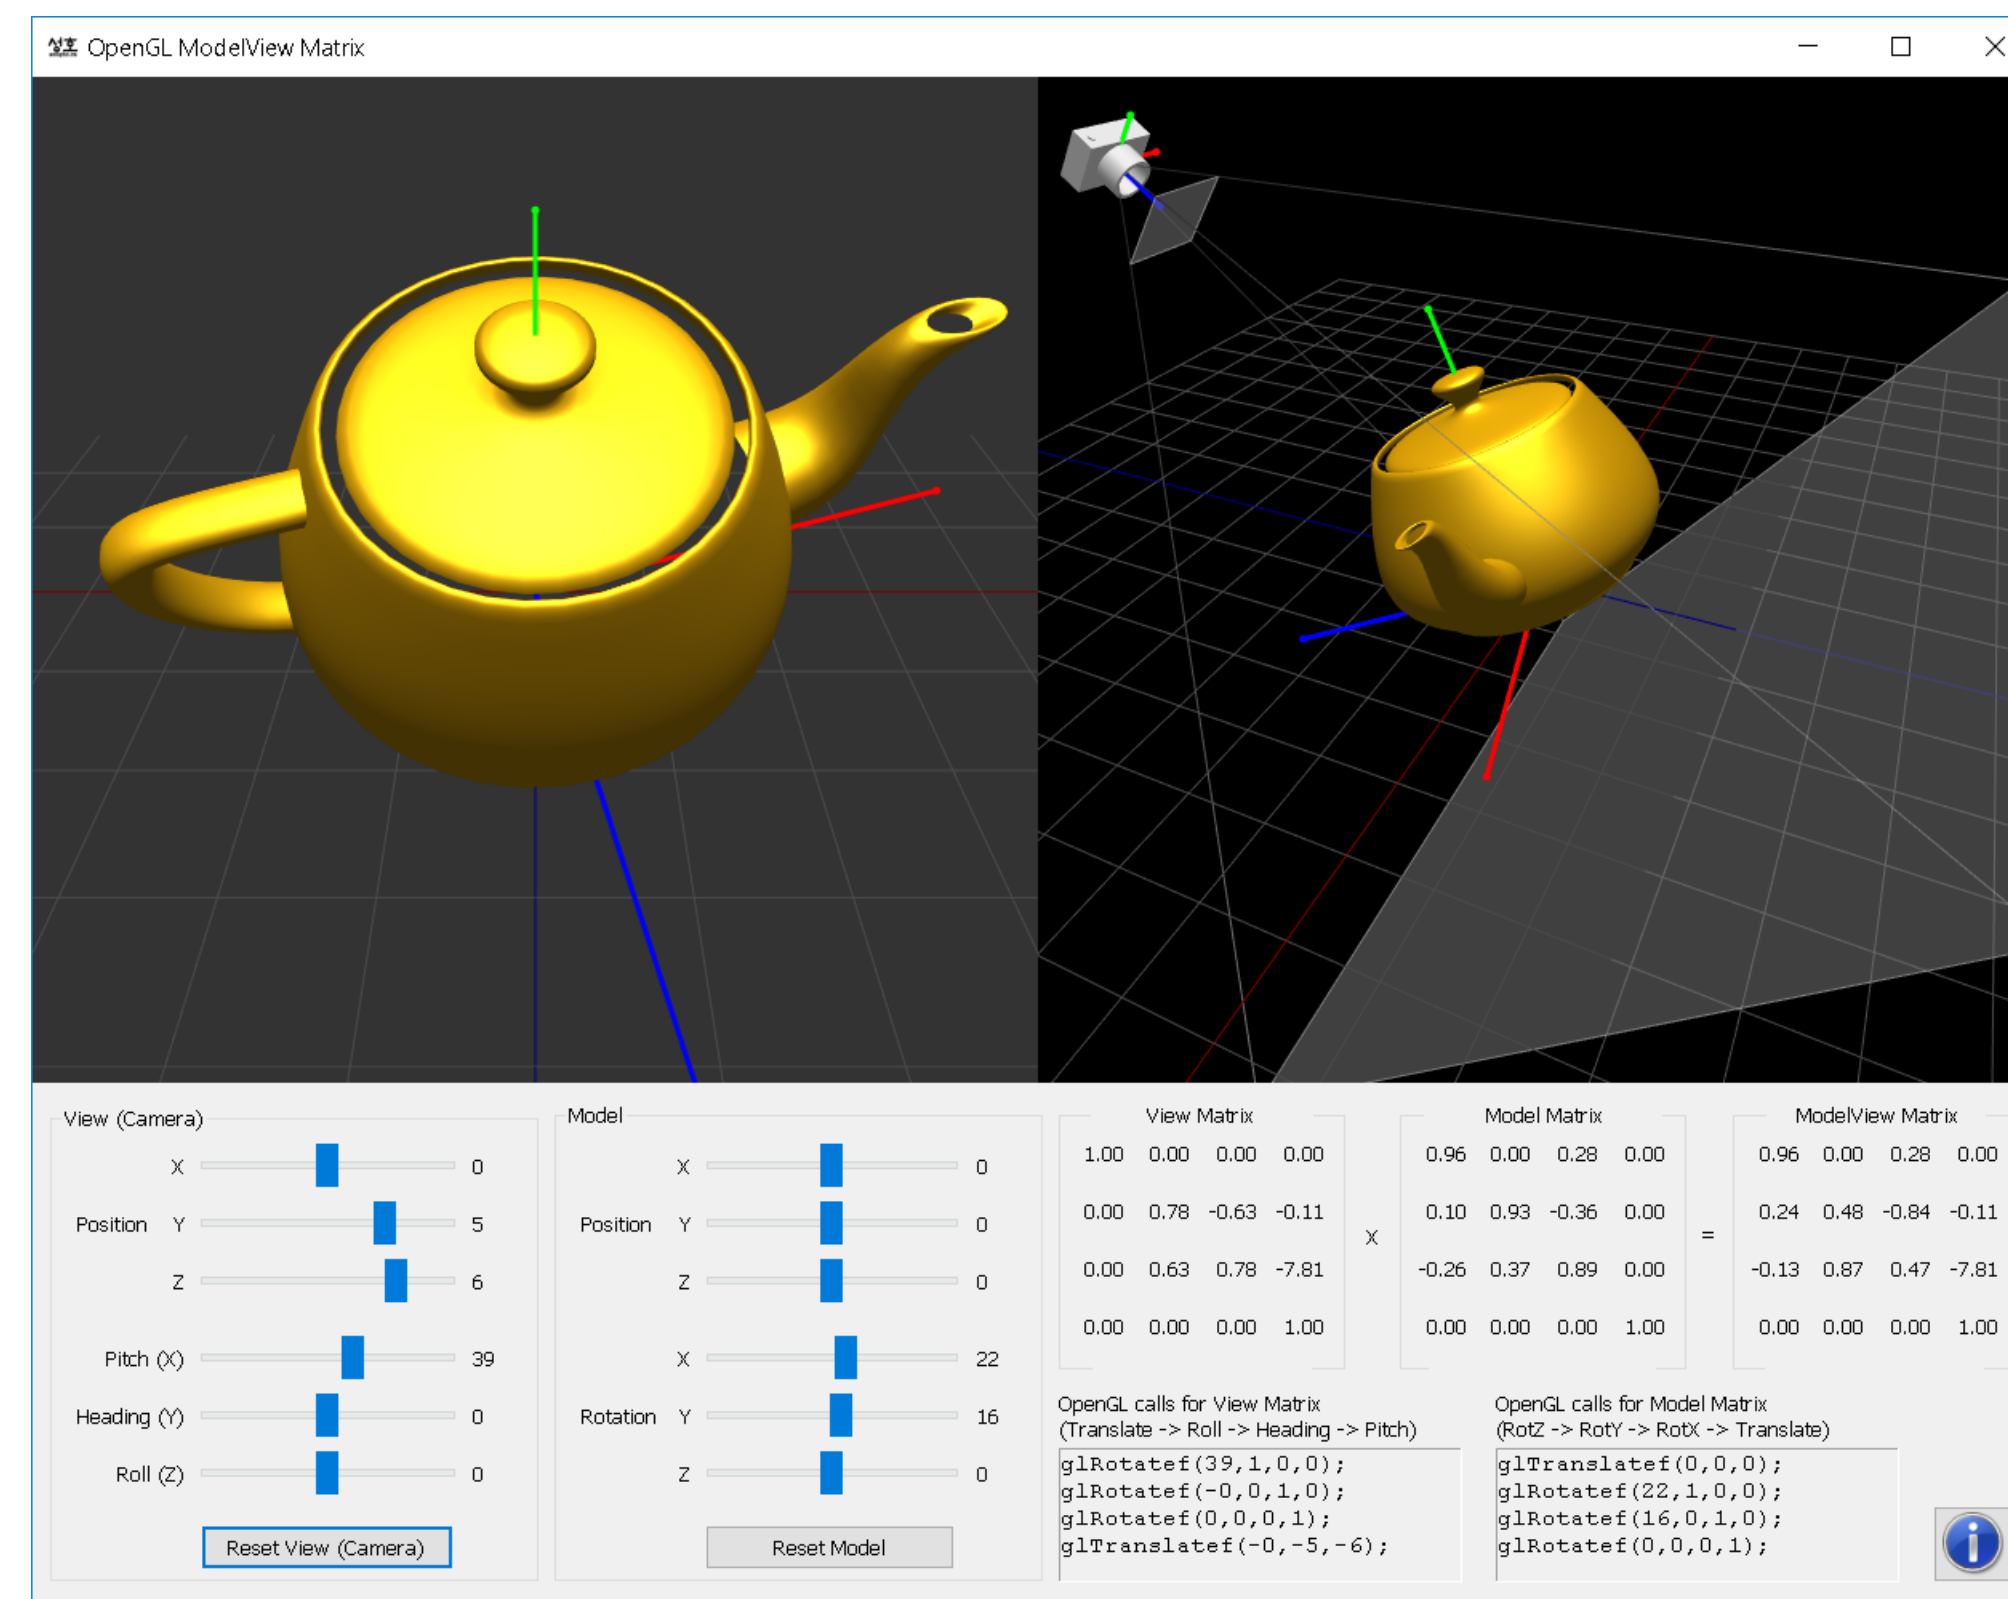 성호 OpenGL ModelView Matrix
View (Camera)
X 0
Position Y 5
Z 6
Pitch (X) 39
Heading (Y) 0
Roll (Z) 0
Reset View (Camera)
Model
X 0
Position Y 0
Z 0
X 22
Rotation Y 16
Z 0
Reset Model
View Matrix
1.00 0.00 0.00 0.00
0.00 0.78 -0.63 -0.11
0.00 0.63 0.78 -7.81
0.00 0.00 0.00 1.00
X
Model Matrix
0.96 0.00 0.28 0.00
0.10 0.93 -0.36 0.00
-0.26 0.37 0.89 0.00
0.00 0.00 0.00 1.00
=
ModelView Matrix
0.96 0.00 0.28 0.00
0.24 0.48 -0.84 -0.11
-0.13 0.87 0.47 -7.81
0.00 0.00 0.00 1.00
OpenGL calls for View Matrix
(Translate -> Roll -> Heading -> Pitch)
glRotatef(39,1,0,0);
glRotatef(-0,0,1,0);
glRotatef(0,0,0,1);
glTranslatef(-0,-5,-6);
OpenGL calls for Model Matrix
(RotZ -> RotY -> RotX -> Translate)
glTranslatef(0,0,0);
glRotatef(22,1,0,0);
glRotatef(16,0,1,0);
glRotatef(0,0,0,1);